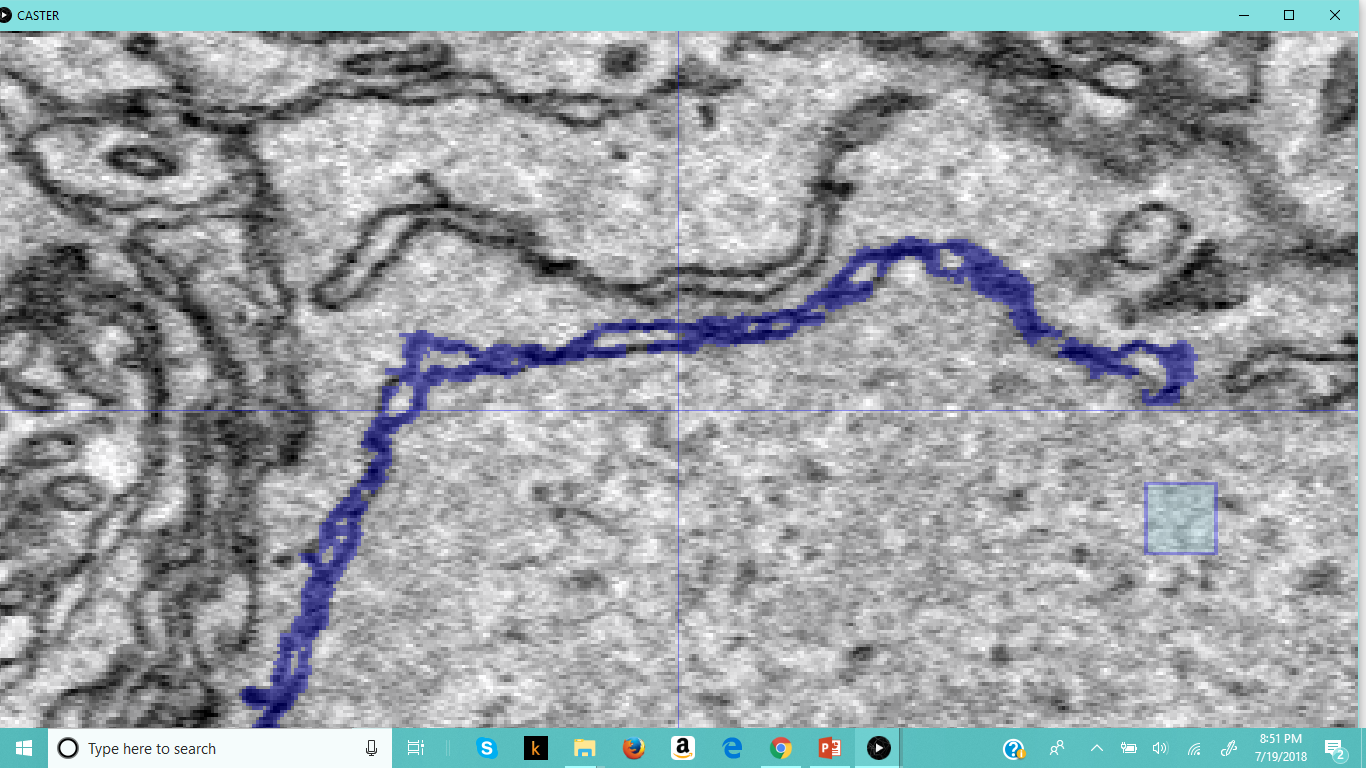 CASTER
Type here to search
S
k
a
e
P
?
8:51 PM
7/19/2018
2